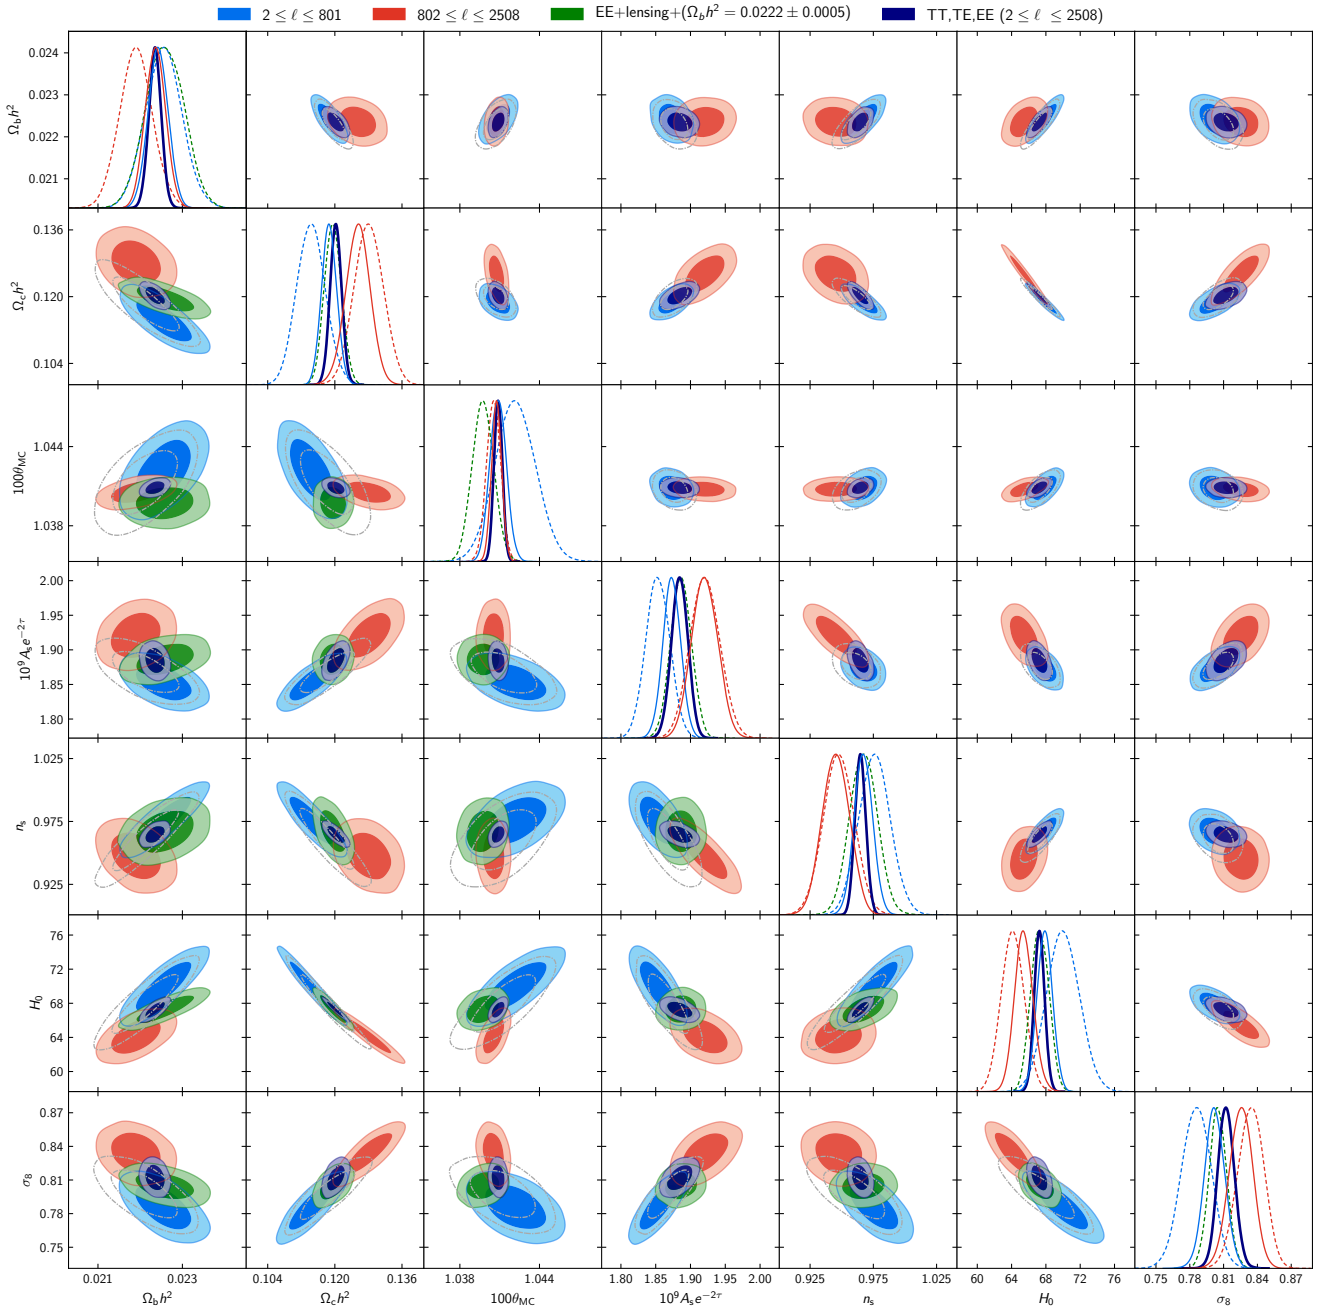 2 ≤ ℓ ≤ 801 802 ≤ ℓ ≤ 2508 EE+lensing+(Ω_b h² = 0.0222 ± 0.0005) TT,TE,EE (2 ≤ ℓ ≤ 2508)
Ω_b h²
0.024
0.023
0.022
0.021
Ω_c h²
0.136
0.120
0.104
100θ_MC
1.044
1.038
10⁹A_s e^{−2τ}
2.00
1.95
1.90
1.85
1.80
n_s
1.025
0.975
0.925
H₀
76
72
68
64
60
σ₈
0.87
0.84
0.81
0.78
0.75
0.021 0.023 0.104 0.120 0.136 1.038 1.044 1.80 1.85 1.90 1.95 2.00 0.925 0.975 1.025 60 64 68 72 76 0.75 0.78 0.81 0.84 0.87
Ω_b h² Ω_c h² 100θ_MC 10⁹A_s e^{−2τ} n_s H₀ σ₈